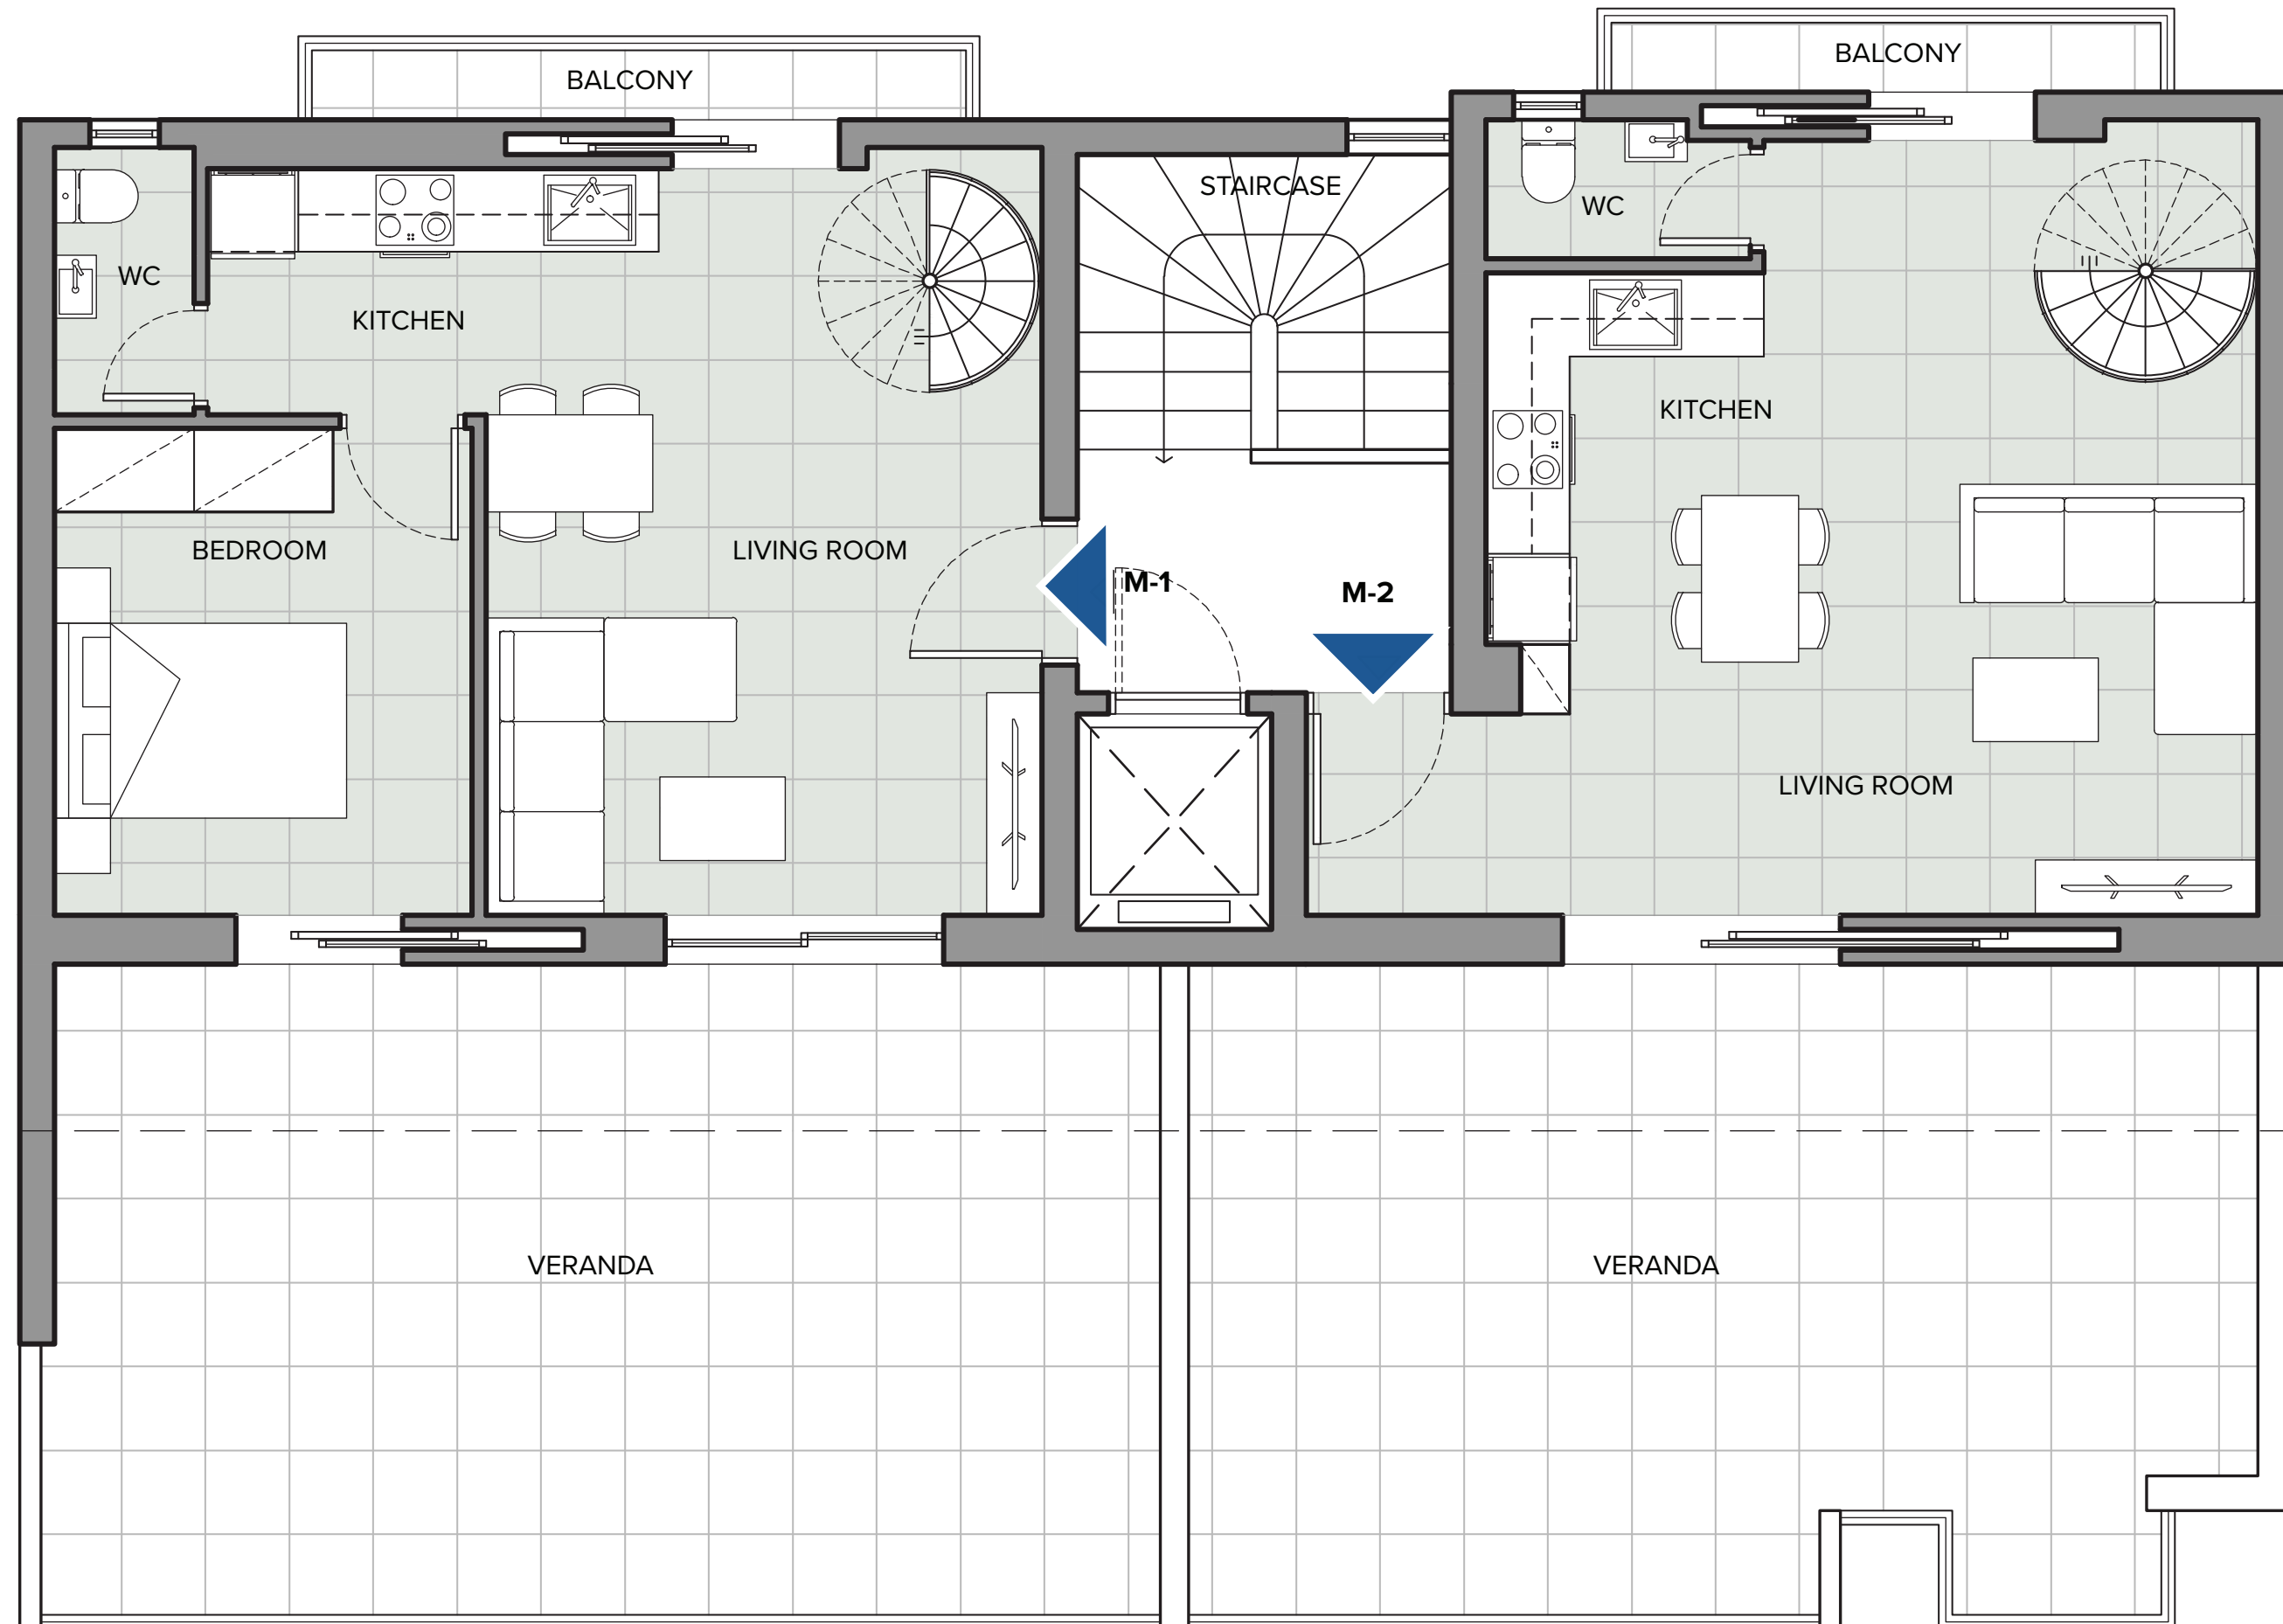 BALCONY
BALCONY
STAIRCASE
WC
WC
KITCHEN
KITCHEN
BEDROOM
LIVING ROOM
M-1
M-2
LIVING ROOM
VERANDA
VERANDA